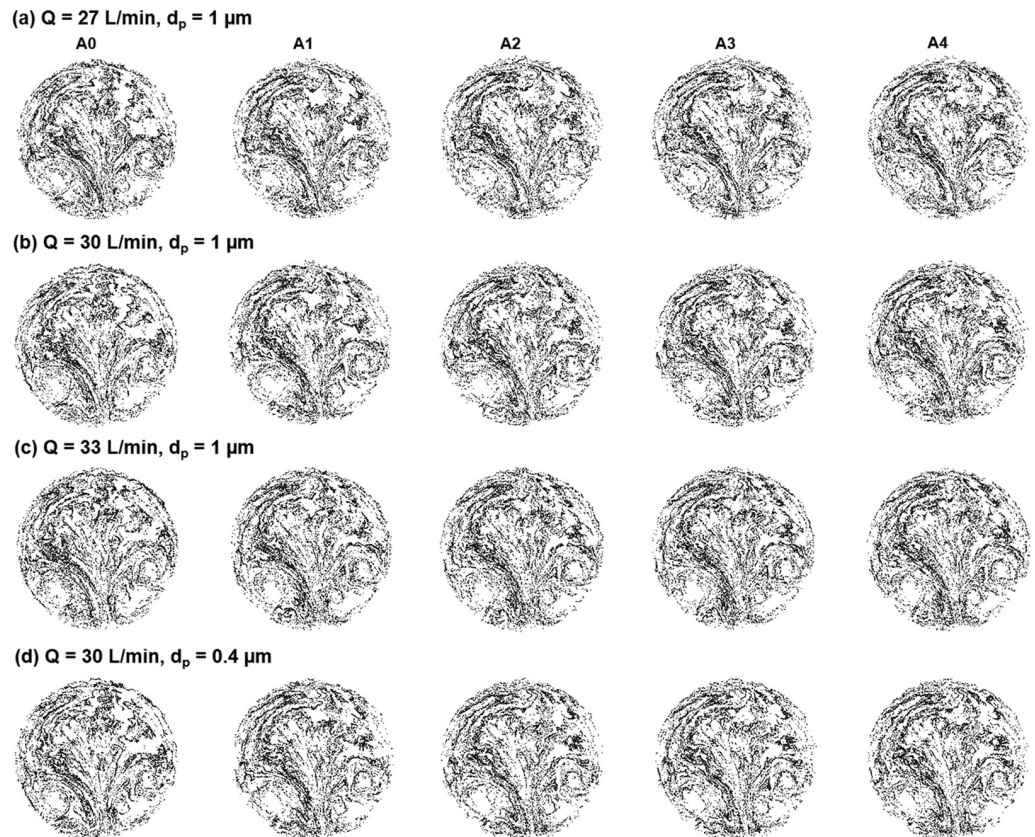 (a) Q = 27 L/min, dₚ = 1 µm
A0 A1 A2 A3 A4
(b) Q = 30 L/min, dₚ = 1 µm
(c) Q = 33 L/min, dₚ = 1 µm
(d) Q = 30 L/min, dₚ = 0.4 µm